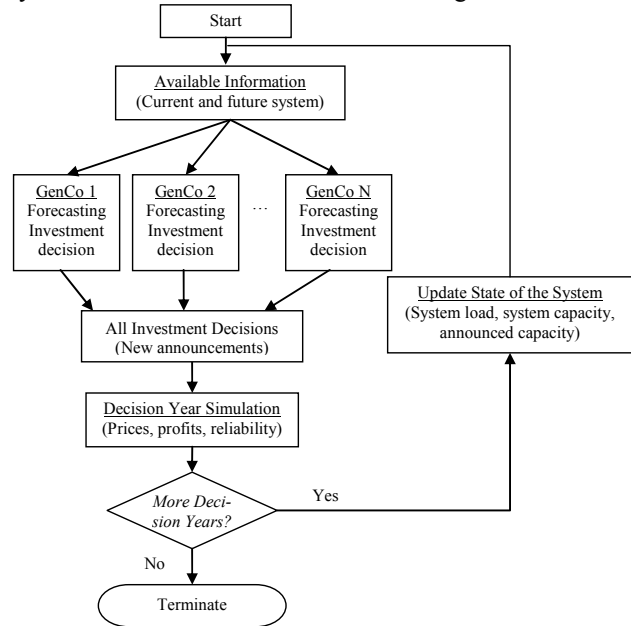 Start
Available Information
(Current and future system)
GenCo 1
Forecasting
Investment
decision
GenCo 2
Forecasting
Investment
decision
...
GenCo N
Forecasting
Investment
decision
Update State of the System
(System load, system capacity,
announced capacity)
All Investment Decisions
(New announcements)
Decision Year Simulation
(Prices, profits, reliability)
More Deci-
sion Years?
Yes
No
Terminate